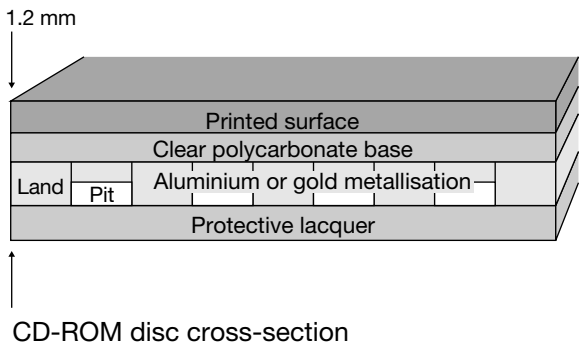 1.2 mm
Printed surface
Clear polycarbonate base
Land
Pit
Aluminium or gold metallisation
Protective lacquer
CD-ROM disc cross-section